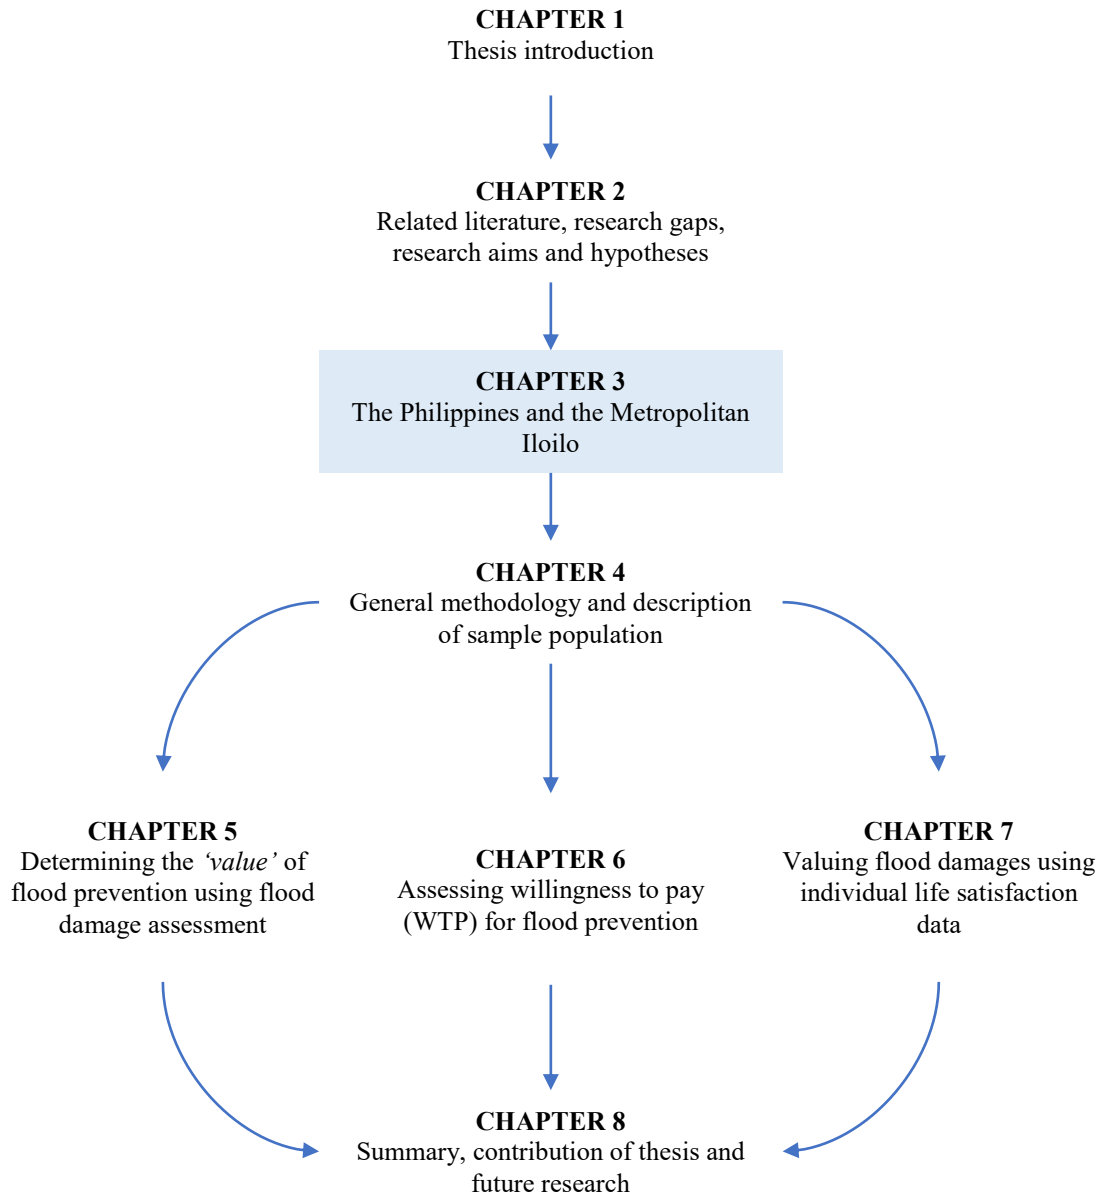 CHAPTER 1
Thesis introduction
CHAPTER 2
Related literature, research gaps,
research aims and hypotheses
CHAPTER 3
The Philippines and the Metropolitan
Iloilo
CHAPTER 4
General methodology and description
of sample population
CHAPTER 5
Determining the ‘value’ of
flood prevention using flood
damage assessment
CHAPTER 6
Assessing willingness to pay
(WTP) for flood prevention
CHAPTER 7
Valuing flood damages using
individual life satisfaction
data
CHAPTER 8
Summary, contribution of thesis and
future research